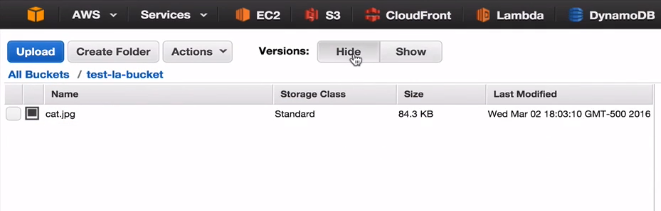 AWS Services EC2 S3 CloudFront Lambda DynamoDB
Upload Create Folder Actions Versions: Hide Show
All Buckets / test-la-bucket
Name Storage Class Size Last Modified
cat.jpg Standard 84.3 KB Wed Mar 02 18:03:10 GMT-500 2016